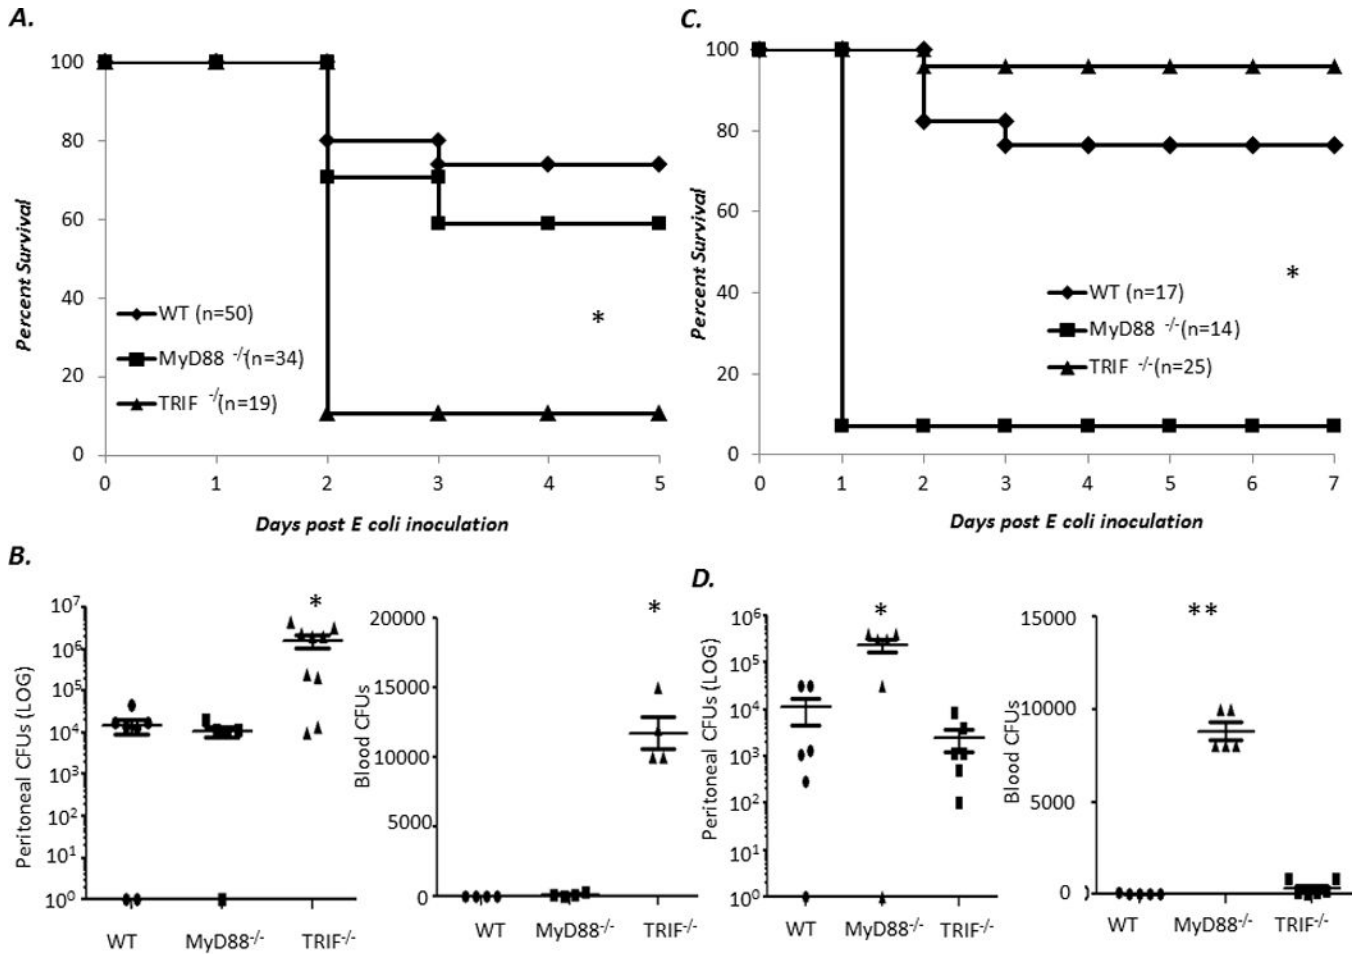 A.
100
80
60
40
20
0
Percent Survival
WT (n=50)
MyD88 -/-(n=34)
TRIF -/-(n=19)
*
0 1 2 3 4 5
Days post E coli inoculation
C.
100
80
60
40
20
0
Percent Survival
*
WT (n=17)
MyD88 -/-(n=14)
TRIF -/-(n=25)
0 1 2 3 4 5 6 7
Days post E coli inoculation
B.
10⁷
10⁶
10⁵
10⁴
10³
10²
10¹
10⁰
Peritoneal CFUs (LOG)
*
WT MyD88-/- TRIF-/-
20000
15000
10000
5000
0
Blood CFUs
*
WT MyD88-/- TRIF-/-
D.
10⁶
10⁵
10⁴
10³
10²
10¹
10⁰
Peritoneal CFUs (LOG)
*
WT MyD88-/- TRIF-/-
15000
10000
5000
0
Blood CFUs
**
WT MyD88-/- TRIF-/-